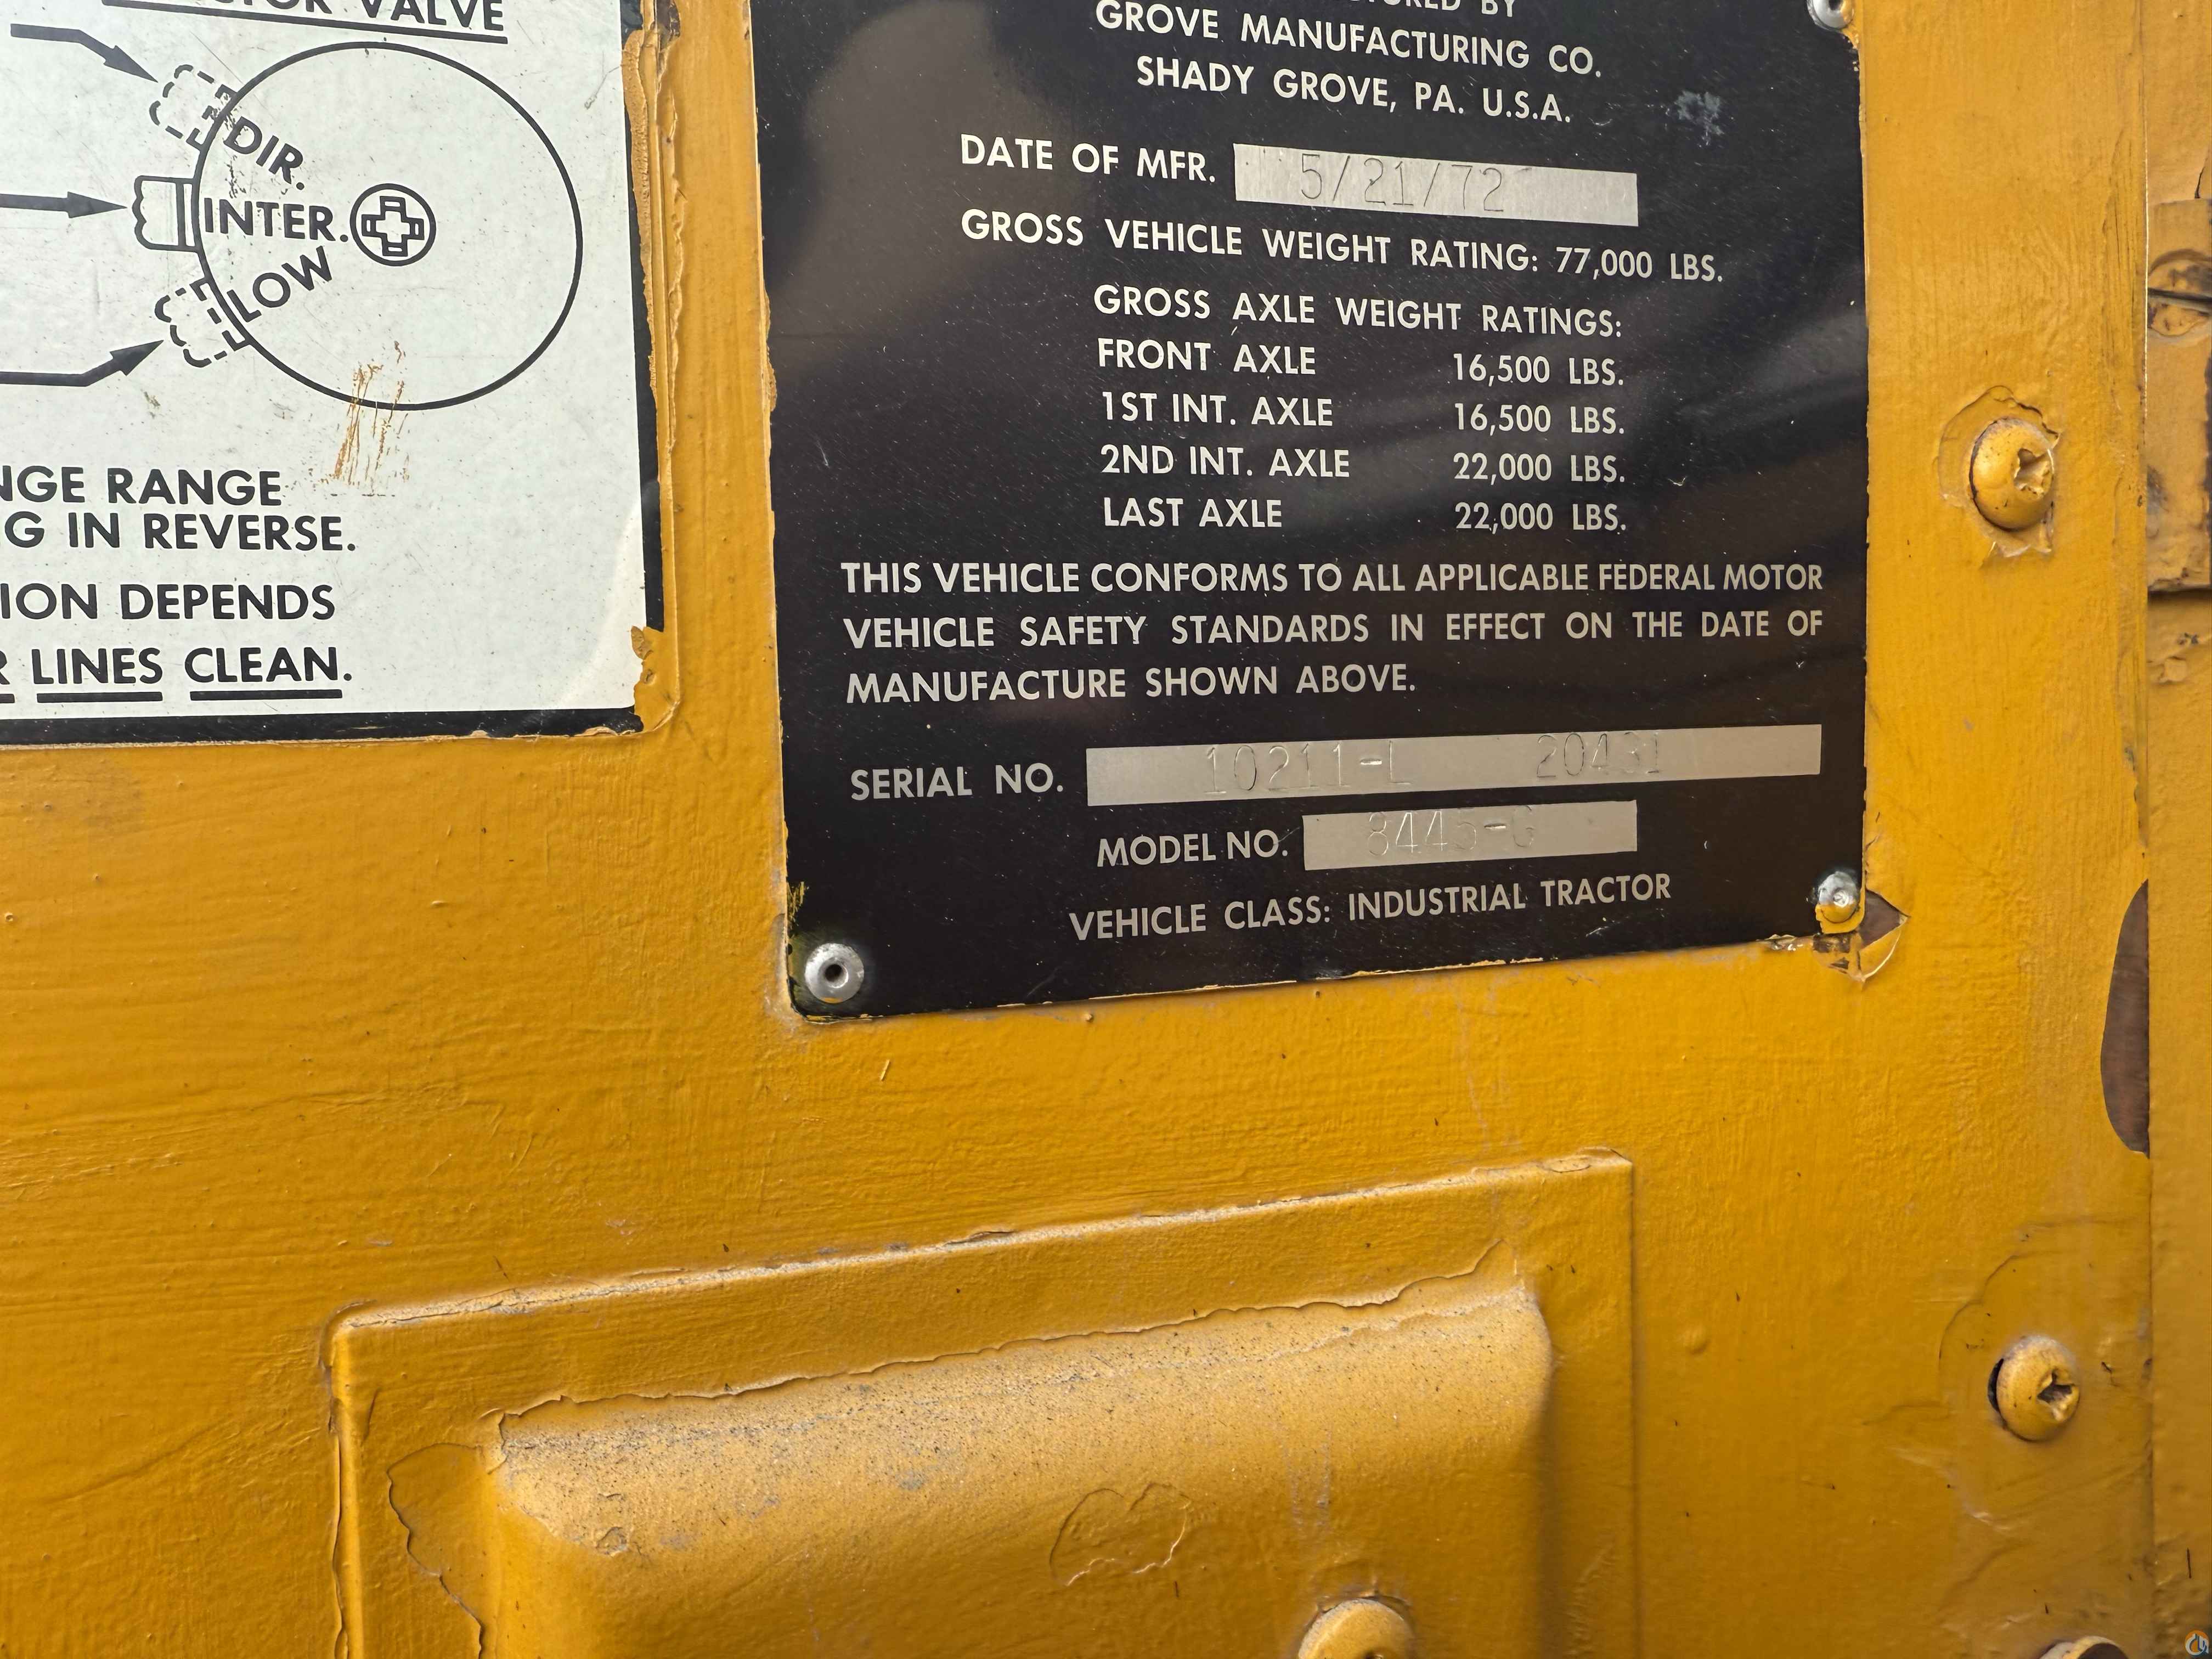 VALVE
DIR.
INTER.
LOW
RANGE
IN REVERSE.
DEPENDS
LINES CLEAN.
BY
GROVE MANUFACTURING CO.
SHADY GROVE, PA. U.S.A.
DATE OF MFR. 5/21/72
GROSS VEHICLE WEIGHT RATING: 77,000 LBS.
GROSS AXLE WEIGHT RATINGS:
FRONT AXLE 16,500 LBS.
1ST INT. AXLE 16,500 LBS.
2ND INT. AXLE 22,000 LBS.
LAST AXLE 22,000 LBS.
THIS VEHICLE CONFORMS TO ALL APPLICABLE FEDERAL MOTOR
VEHICLE SAFETY STANDARDS IN EFFECT ON THE DATE OF
MANUFACTURE SHOWN ABOVE.
SERIAL NO. 10211-L 20431
MODEL NO.
VEHICLE CLASS: INDUSTRIAL TRACTOR